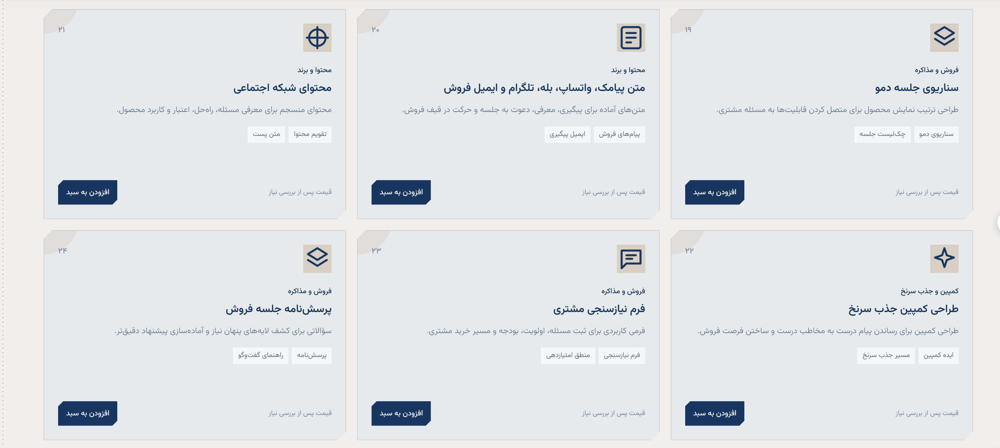 ۱۹
فروش و مذاکره
سناریوی جلسه دمو
طراحی ترتیب نمایش محصول برای متصل کردن قابلیت‌ها به مسئله مشتری.
سناریوی دمو
چک‌لیست جلسه
قیمت پس از بررسی نیاز
افزودن به سبد
۲۰
محتوا و برند
متن پیامک، واتساپ، بله، تلگرام و ایمیل فروش
متن‌های آماده برای پیگیری، معرفی، دعوت به جلسه و حرکت در قیف فروش.
پیام‌های فروش
ایمیل پیگیری
قیمت پس از بررسی نیاز
افزودن به سبد
۲۱
محتوا و برند
محتوای شبکه اجتماعی
محتوای منسجم برای معرفی مسئله، راه‌حل، اعتبار و کاربرد محصول.
تقویم محتوا
متن پست
قیمت پس از بررسی نیاز
افزودن به سبد
۲۲
کمپین و جذب سرنخ
طراحی کمپین جذب سرنخ
طراحی کمپین برای رساندن پیام درست به مخاطب درست و ساختن فرصت فروش.
ایده کمپین
مسیر جذب سرنخ
قیمت پس از بررسی نیاز
افزودن به سبد
۲۳
فروش و مذاکره
فرم نیازسنجی مشتری
فرمی کاربردی برای ثبت مسئله، اولویت، بودجه و مسیر خرید مشتری.
فرم نیازسنجی
منطق امتیازدهی
قیمت پس از بررسی نیاز
افزودن به سبد
۲۴
فروش و مذاکره
پرسش‌نامه جلسه فروش
سؤالاتی برای کشف لایه‌های پنهان نیاز و آماده‌سازی پیشنهاد دقیق‌تر.
پرسش‌نامه
راهنمای گفت‌وگو
قیمت پس از بررسی نیاز
افزودن به سبد